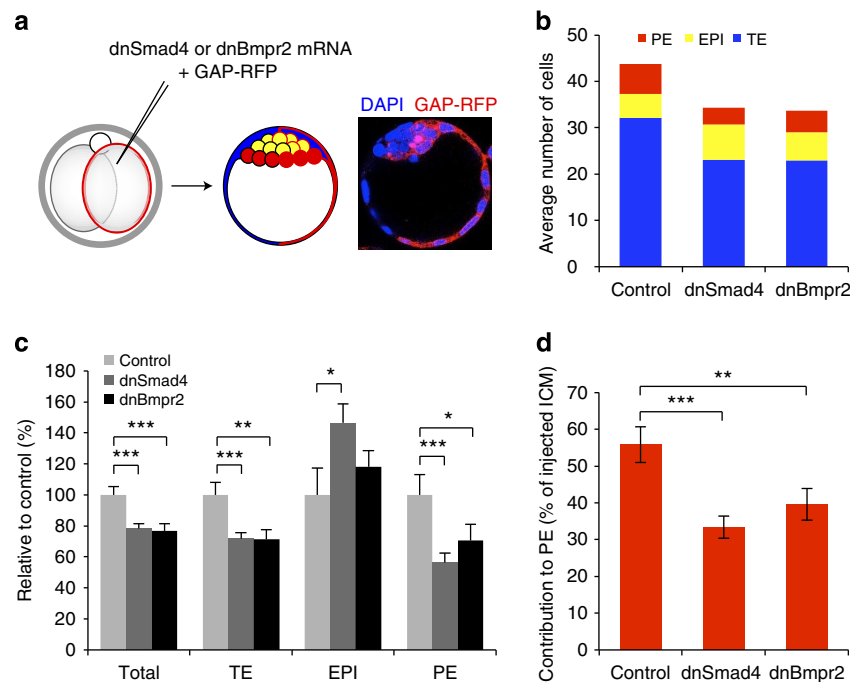 a
dnSmad4 or dnBmpr2 mRNA
+ GAP-RFP
DAPI GAP-RFP
b
PE EPI TE
Average number of cells
50
40
30
20
10
0
Control dnSmad4 dnBmpr2
c
Control
dnSmad4
dnBmpr2
Relative to control (%)
180
160
140
120
100
80
60
40
20
0
***
***
**
***
*
*
***
Total TE EPI PE
d
Contribution to PE (% of injected ICM)
70
60
50
40
30
20
10
0
**
***
Control dnSmad4 dnBmpr2